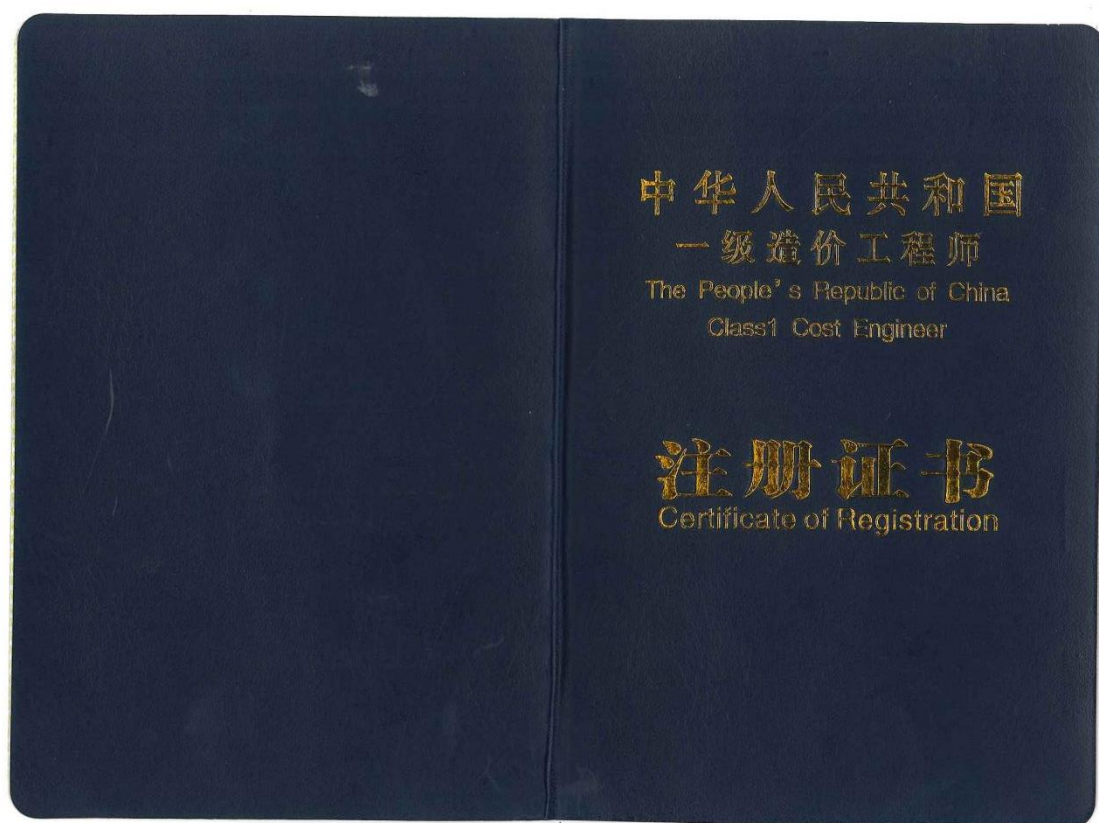 中华人民共和国
一级造价工程师
The People's Republic of China
Class1 Cost Engineer
注册证书
Certificate of Registration